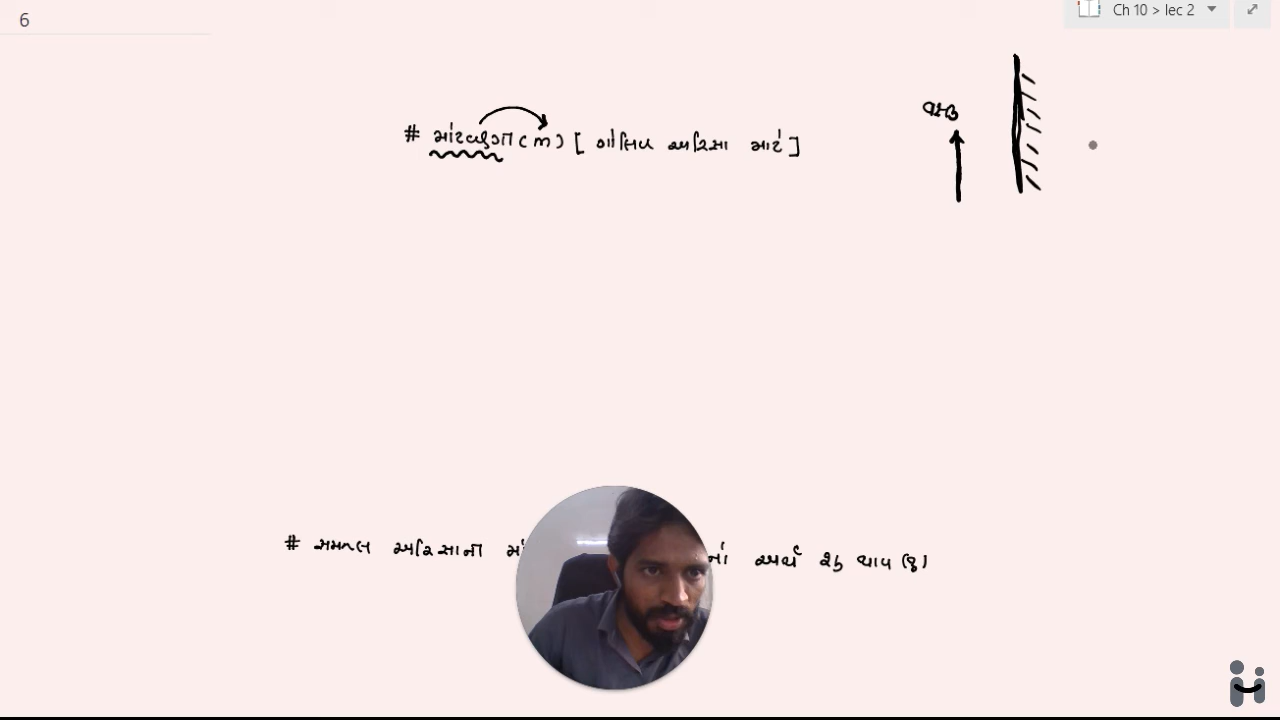 6
Ch 10 > lec 2
વસ્તુ
# મોટવણી (m) [ ગોલિય અરિસા માટે ]
# સમતલ અરિસાની મો નો અર્થ શું થાય છે